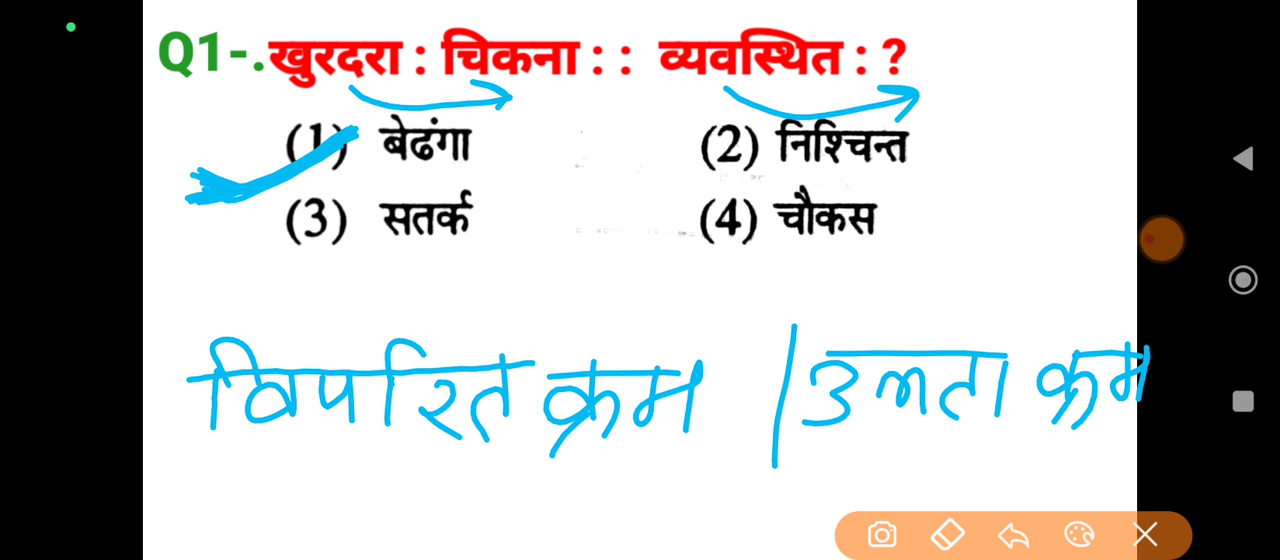 Q1-. खुरदरा : चिकना : : व्यवस्थित : ?
(1) बेढंगा (2) निश्चिन्त
(3) सतर्क (4) चौकस
विपरित क्रम / उलटा क्रम